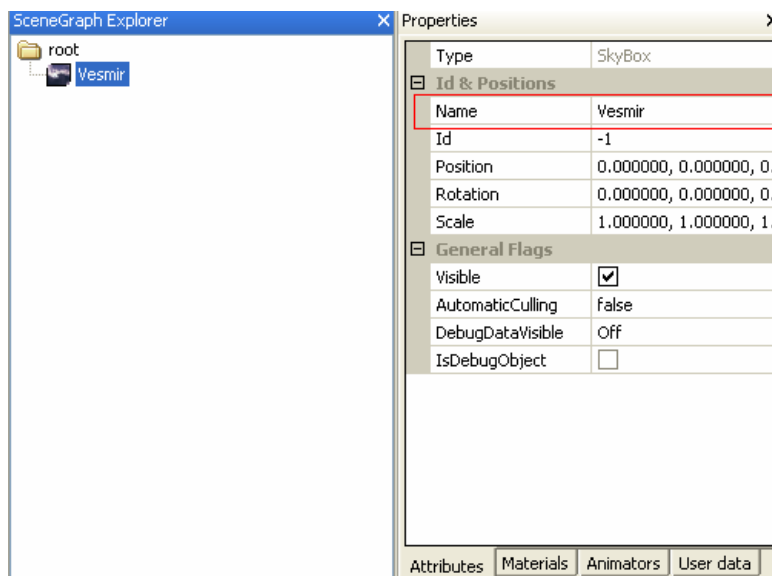 SceneGraph Explorer
root
Vesmir
Properties
Type SkyBox
Id & Positions
Name Vesmir
Id -1
Position 0.000000, 0.000000, 0.
Rotation 0.000000, 0.000000, 0.
Scale 1.000000, 1.000000, 1.
General Flags
Visible
AutomaticCulling false
DebugDataVisible Off
IsDebugObject
Attributes Materials Animators User data